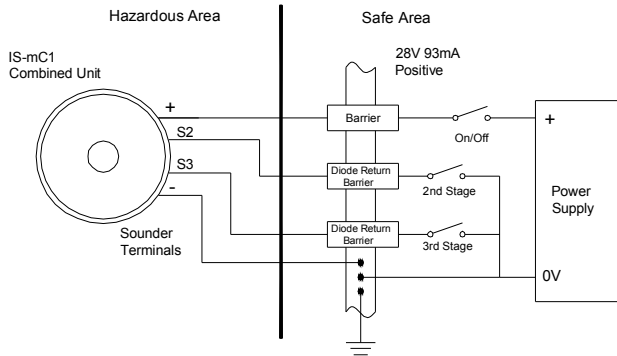 Hazardous Area
Safe Area
IS-mC1
Combined Unit
28V 93mA
Positive
+
S2
S3
-
Barrier
On/Off
+
Diode Return
Barrier
2nd Stage
Power
Supply
Diode Return
Barrier
3rd Stage
Sounder
Terminals
0V